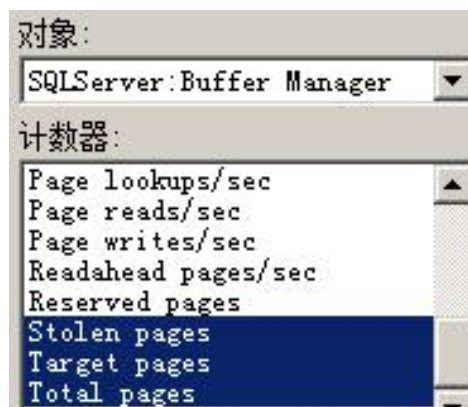 对象:
SQLServer:Buffer Manager
计数器:
Page lookups/sec
Page reads/sec
Page writes/sec
Readahead pages/sec
Reserved pages
Stolen pages
Target pages
Total pages